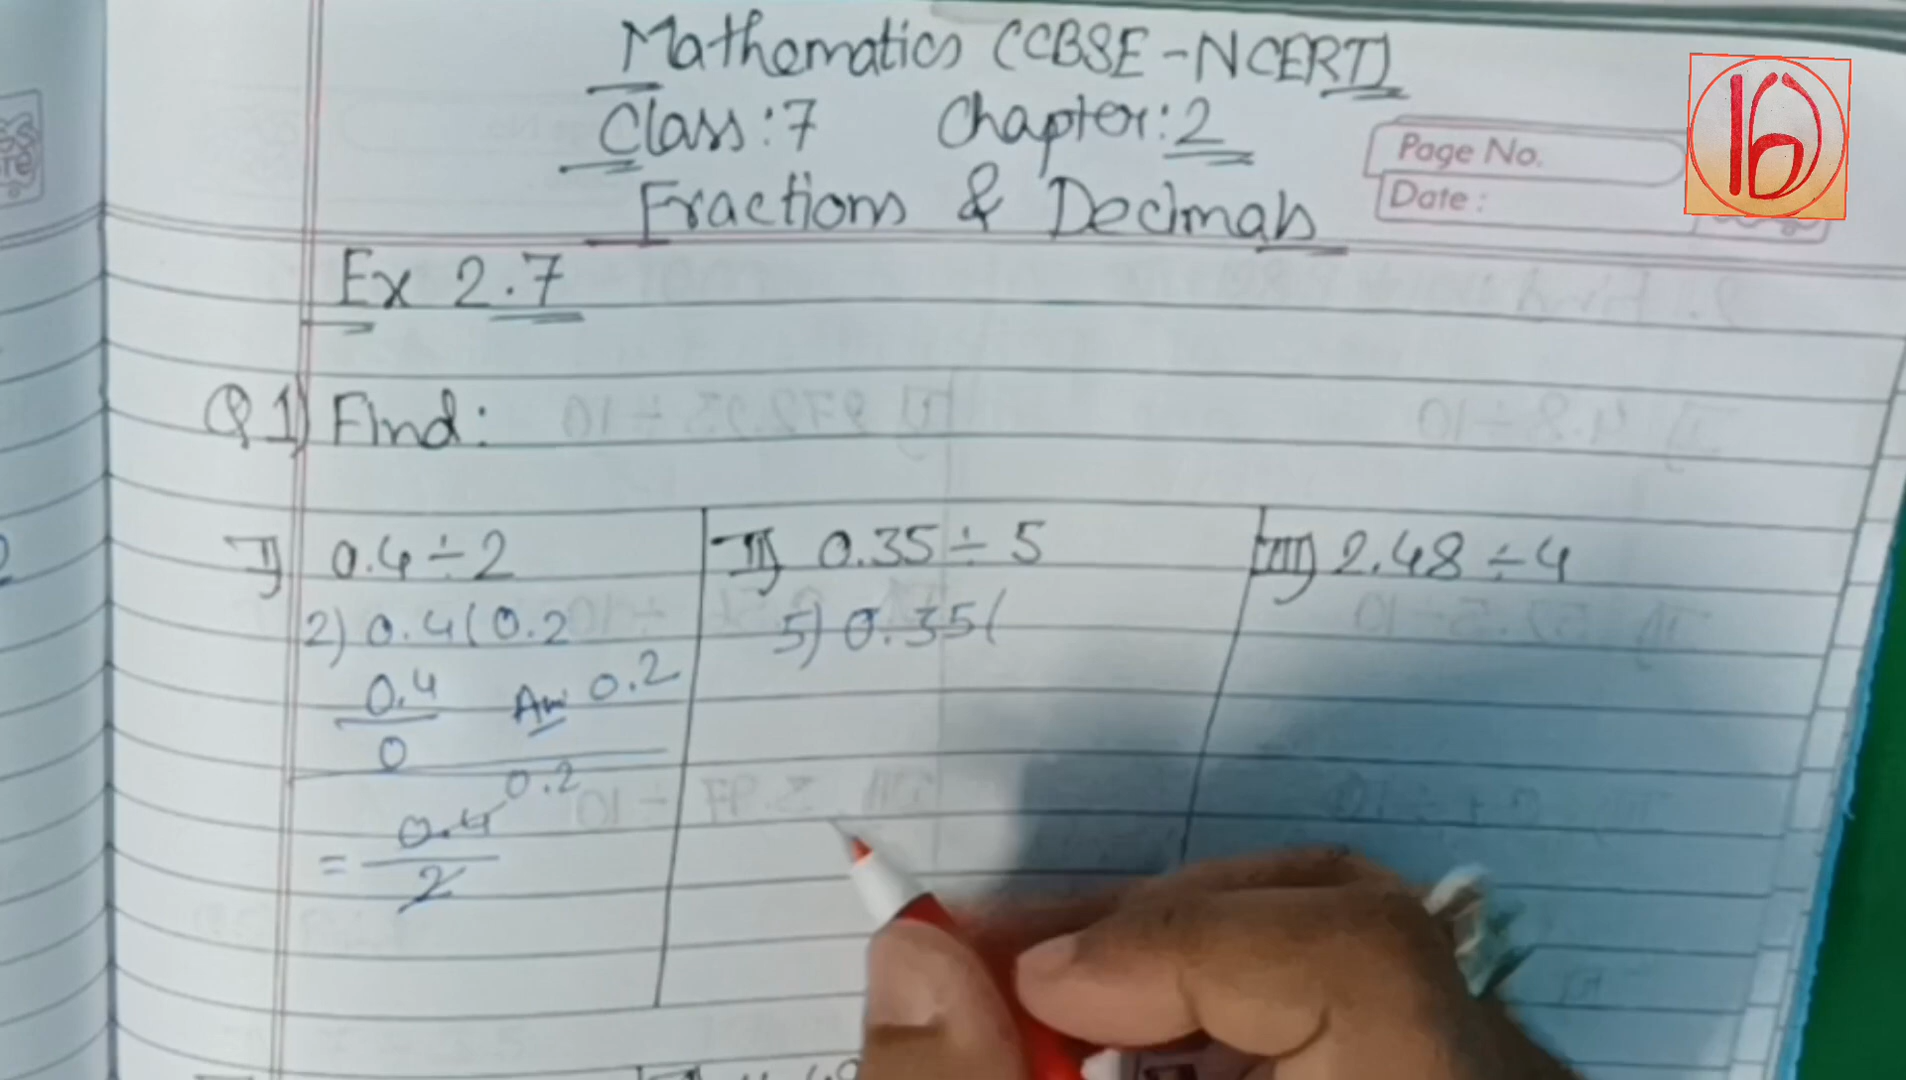 Mathematics (CBSE-NCERT)
Class: 7 Chapter: 2
Page No.
Fractions & Decimals
Date:
Ex 2.7
Q1) Find:
I) 0.4÷2
2) 0.4(0.2
0.4
0
Ans 0.2
0.2
= 0.4
2
II) 0.35÷5
5) 0.35(
III) 2.48÷4